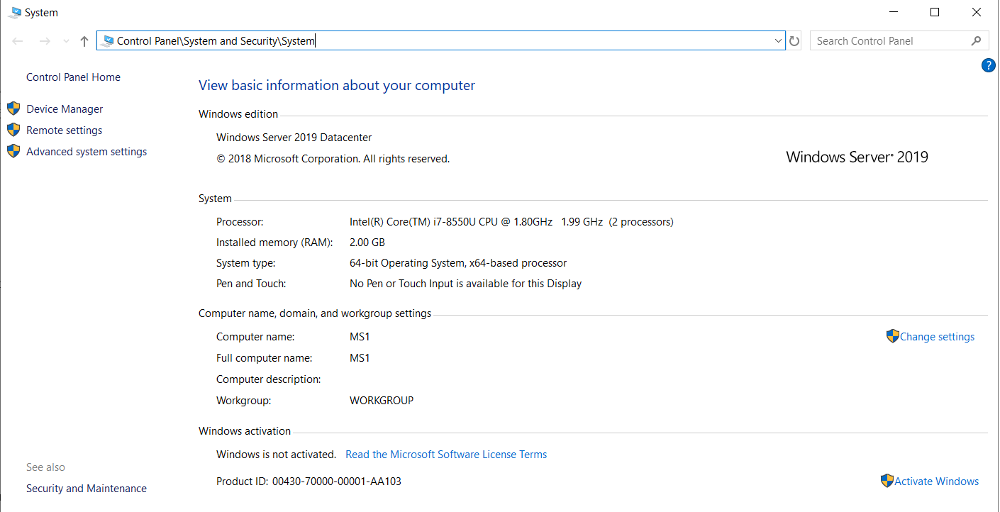 System
Control Panel\System and Security\System
Search Control Panel
?
Control Panel Home
Device Manager
Remote settings
Advanced system settings
View basic information about your computer
Windows edition
Windows Server 2019 Datacenter
© 2018 Microsoft Corporation. All rights reserved.
Windows Server® 2019
System
Processor: Intel(R) Core(TM) i7-8550U CPU @ 1.80GHz 1.99 GHz (2 processors)
Installed memory (RAM): 2.00 GB
System type: 64-bit Operating System, x64-based processor
Pen and Touch: No Pen or Touch Input is available for this Display
Computer name, domain, and workgroup settings
Computer name: MS1
Change settings
Full computer name: MS1
Computer description:
Workgroup: WORKGROUP
Windows activation
Windows is not activated. Read the Microsoft Software License Terms
Product ID: 00430-70000-00001-AA103
Activate Windows
See also
Security and Maintenance